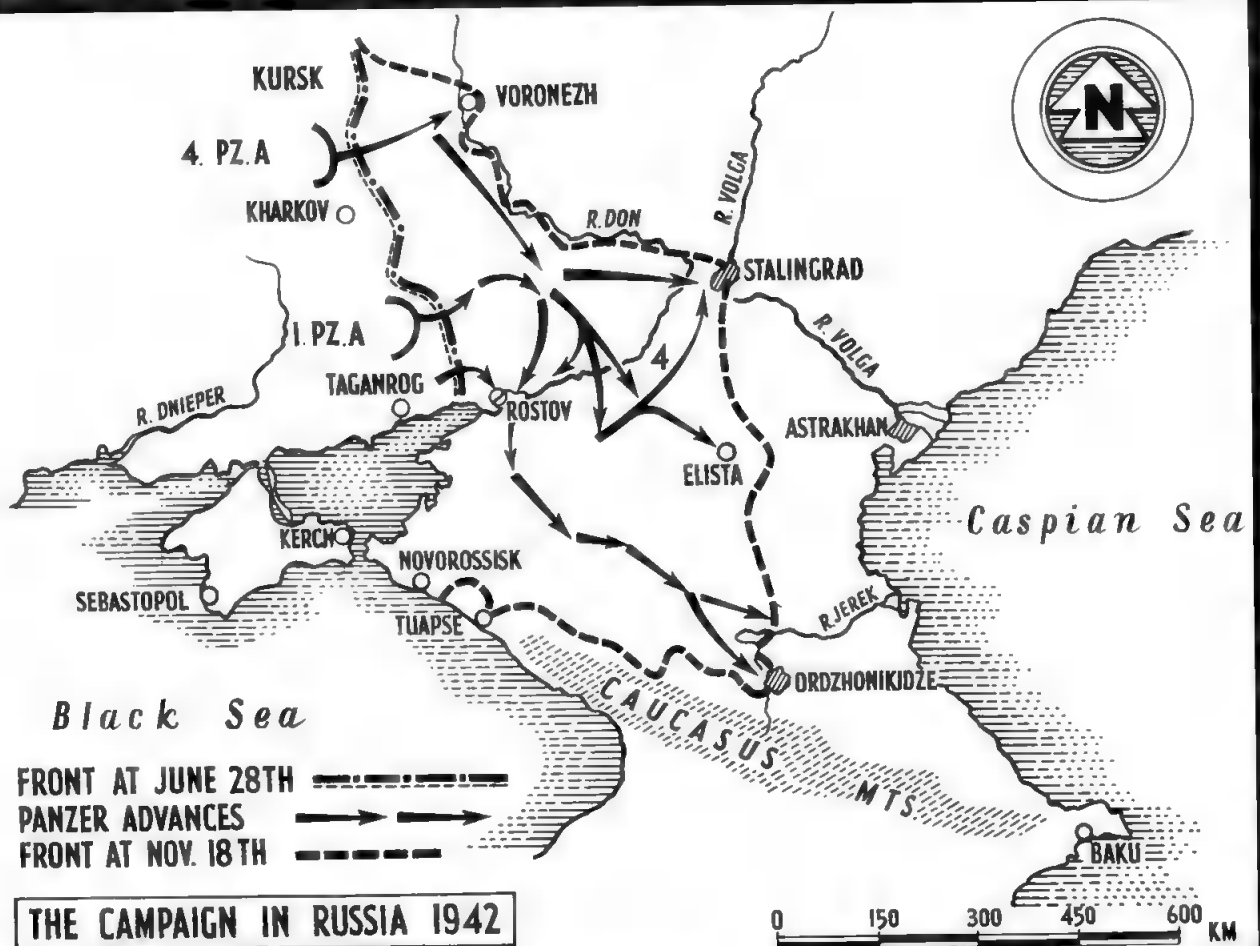 KURSK
VORONEZH
N
4. PZ. A
KHARKOV
R. DON
R. VOLGA
STALINGRAD
1. PZ. A
R. VOLGA
4
TAGANROG
R. DNIEPER
ROSTOV
ASTRAKHAN
ELISTA
Caspian Sea
KERCH
NOVOROSSISK
SEBASTOPOL
TUAPSE
R. JEREK
ORDZHONIKIDZE
CAUCASUS MTS.
Black Sea
FRONT AT JUNE 28TH
PANZER ADVANCES
FRONT AT NOV. 18TH
BAKU
THE CAMPAIGN IN RUSSIA 1942
0 150 300 450 600 KM